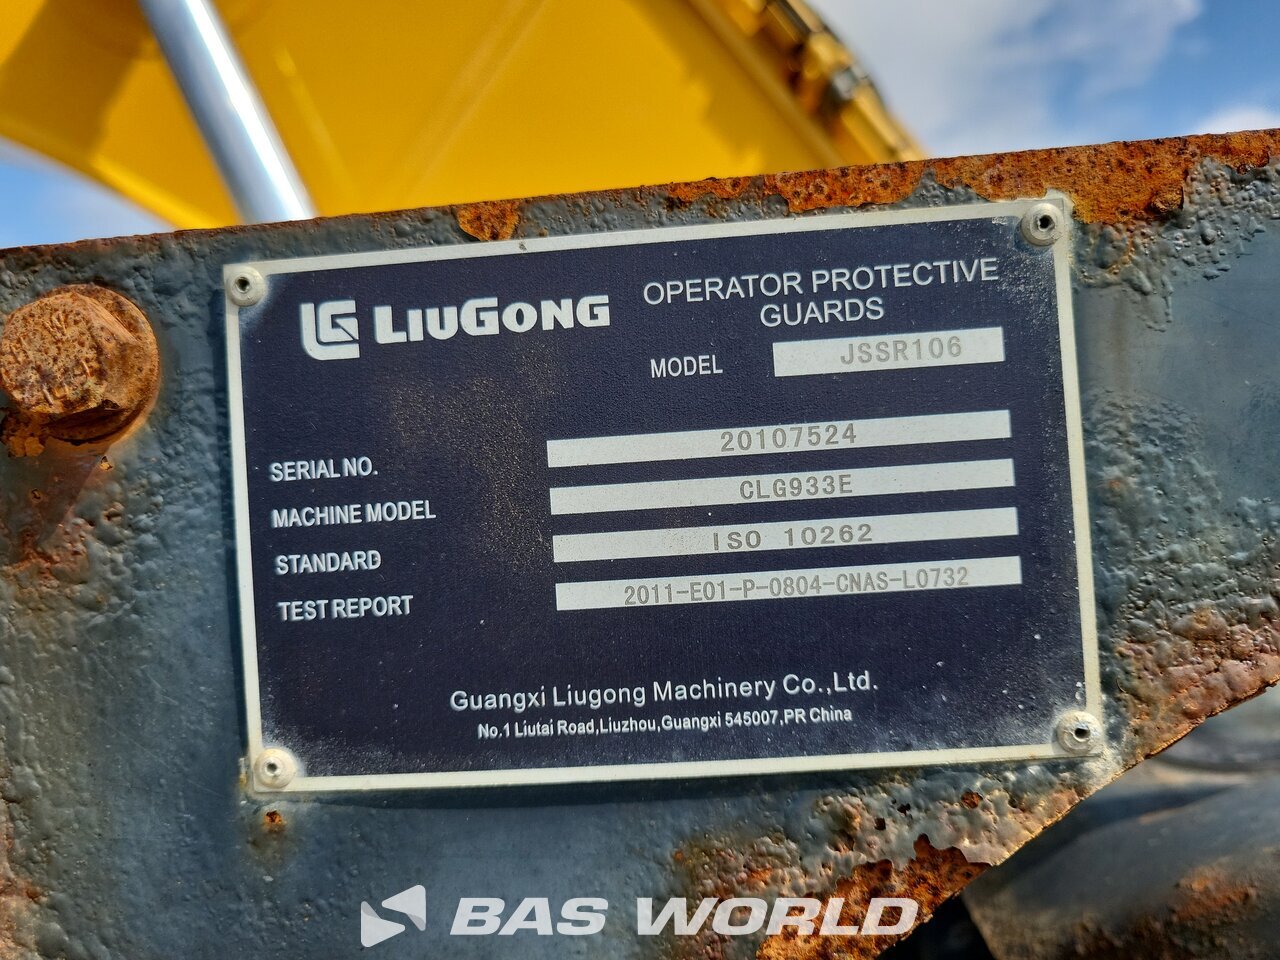 LG LIUGONG
OPERATOR PROTECTIVE
GUARDS
MODEL JSSR106
SERIAL NO. 20107524
MACHINE MODEL CLG933E
STANDARD ISO 10262
TEST REPORT 2011-E01-P-0804-CNAS-L0732
Guangxi Liugong Machinery Co.,Ltd.
No.1 Liutai Road,Liuzhou,Guangxi 545007,PR China
BAS WORLD